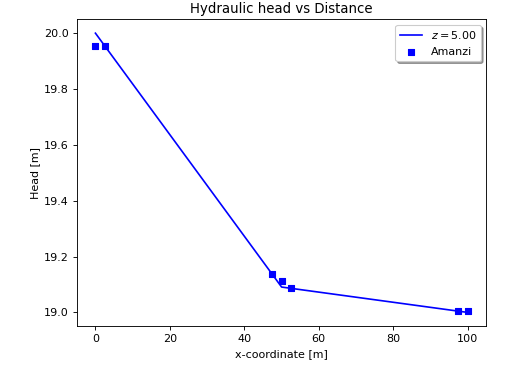 Hydraulic head vs Distance
z = 5.00
Amanzi
Head [m]
20.0
19.8
19.6
19.4
19.2
19.0
0 20 40 60 80 100
x-coordinate [m]